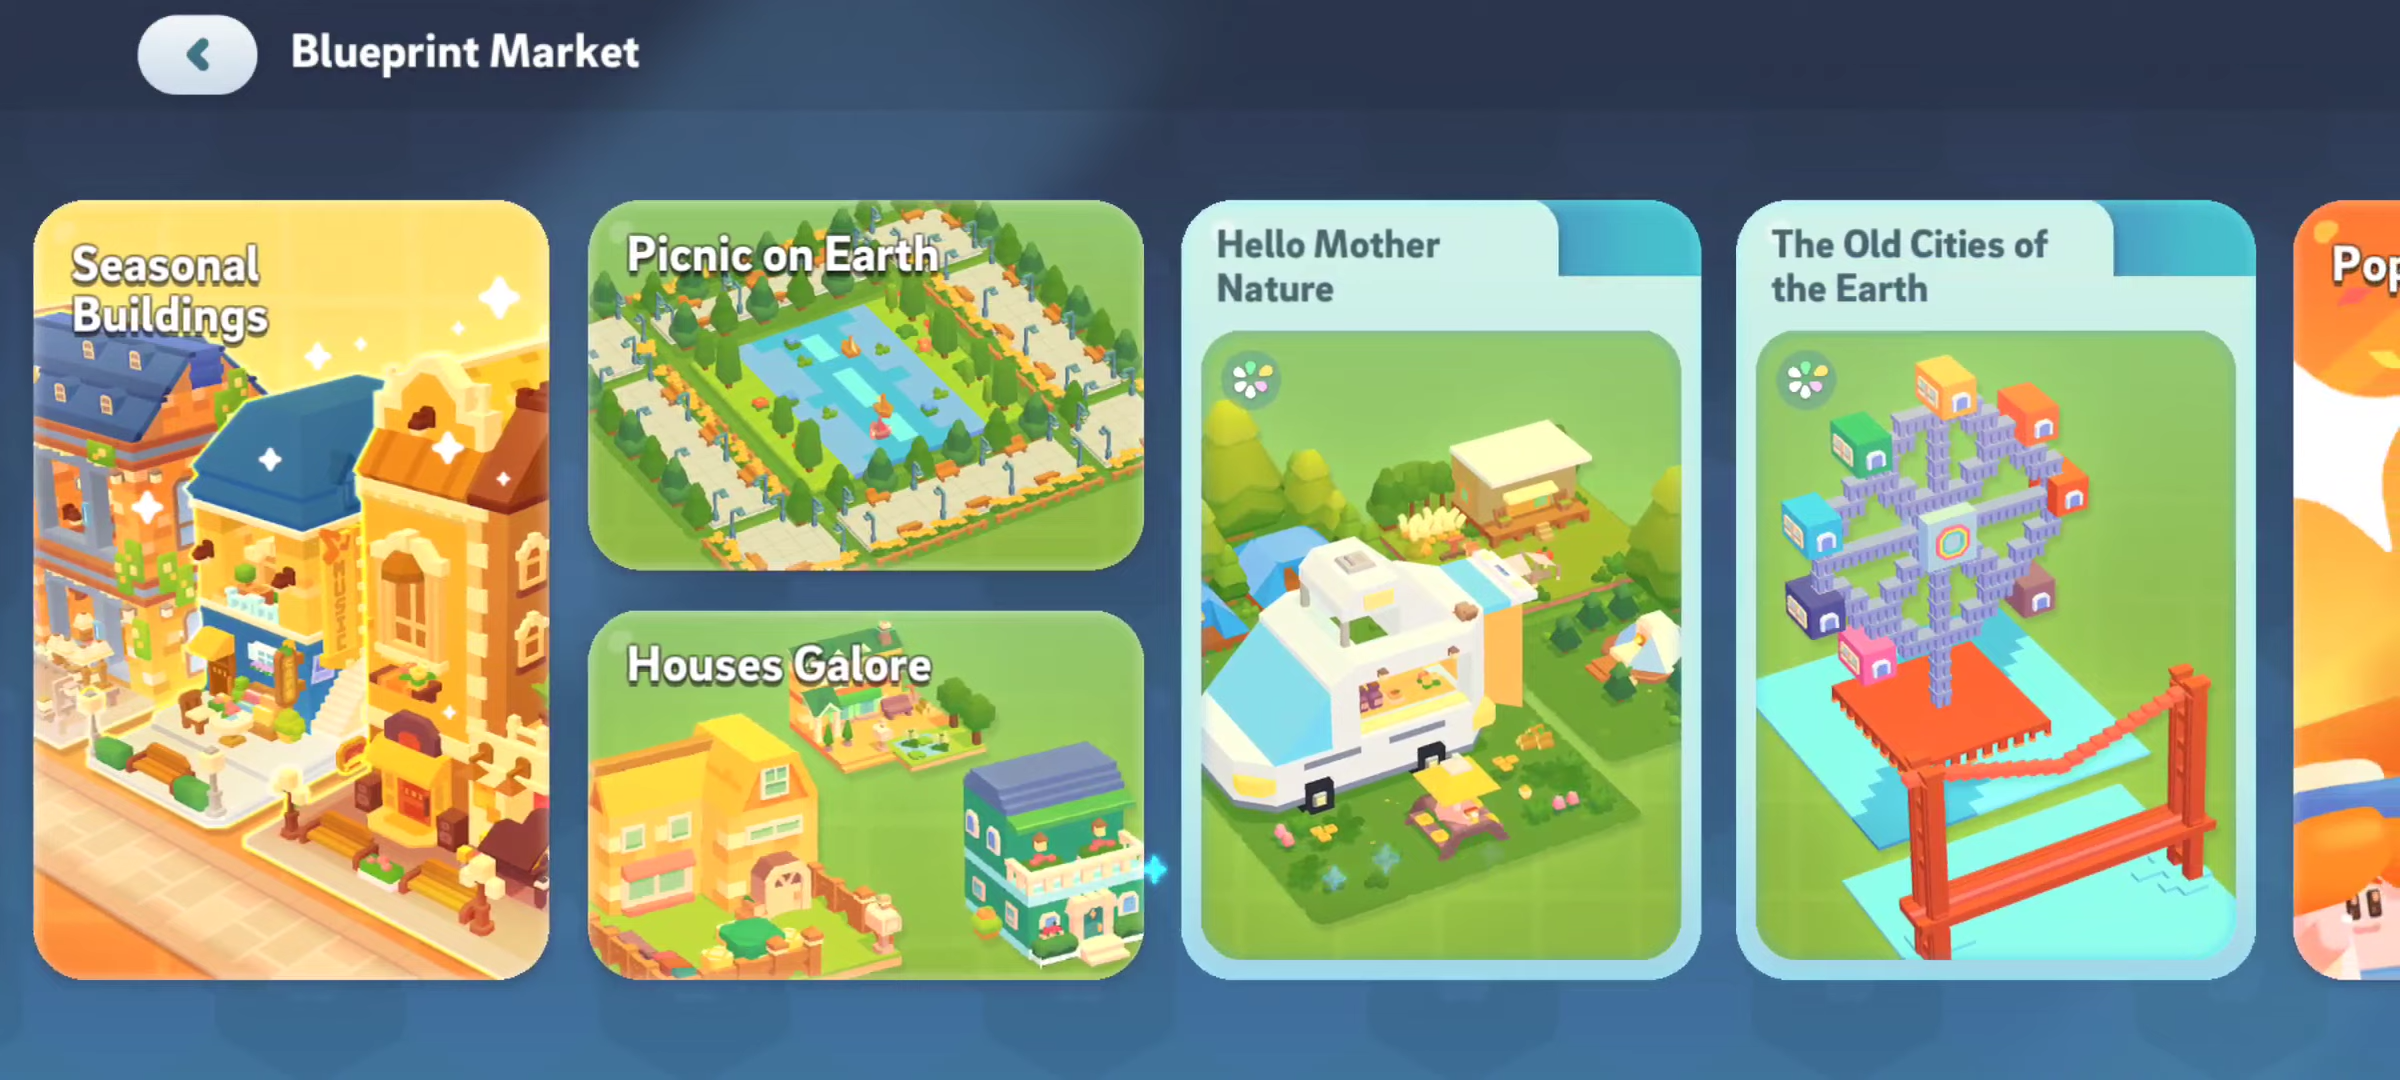 Blueprint Market
Seasonal
Buildings
Picnic on Earth
Houses Galore
Hello Mother
Nature
The Old Cities of
the Earth